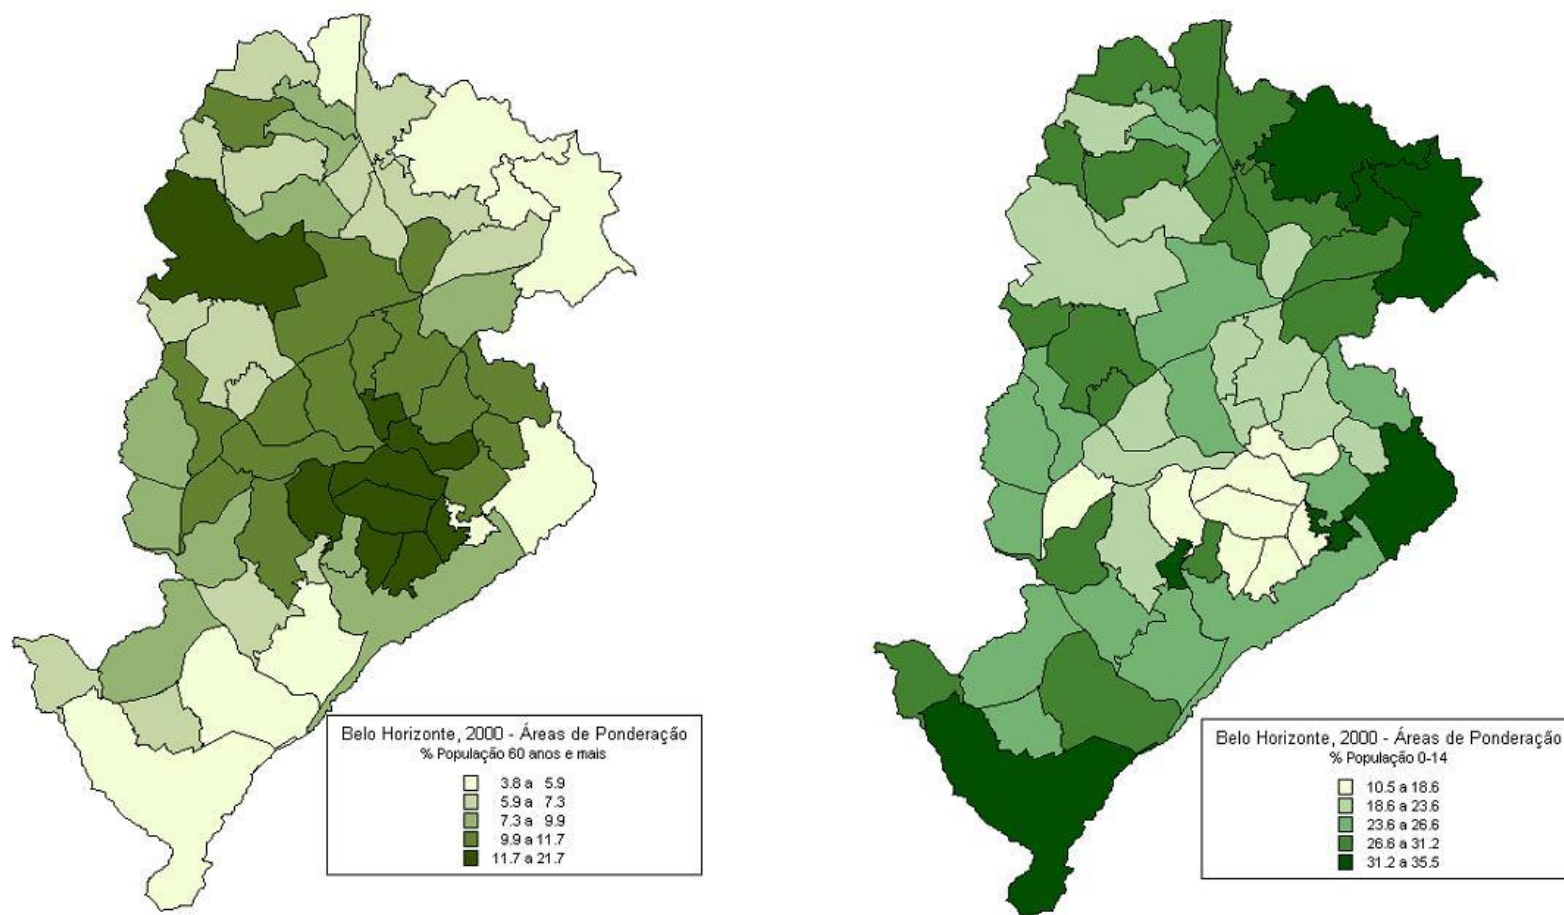 Belo Horizonte, 2000 - Áreas de Ponderação
% População 60 anos e mais
3.8 a 5.9
5.9 a 7.3
7.3 a 9.9
9.9 a 11.7
11.7 a 21.7
Belo Horizonte, 2000 - Áreas de Ponderação
% População 0-14
10.5 a 18.6
18.6 a 23.6
23.6 a 26.6
26.6 a 31.2
31.2 a 35.5